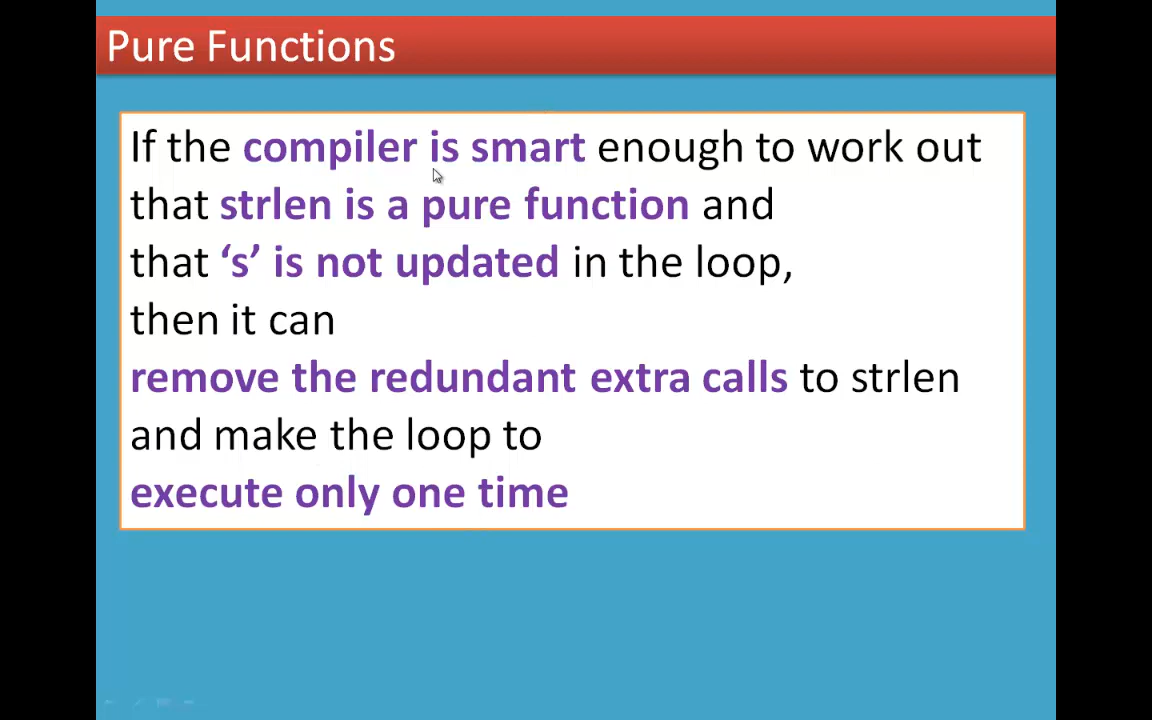 Pure Functions
If the compiler is smart enough to work out
that strlen is a pure function and
that ‘s’ is not updated in the loop,
then it can
remove the redundant extra calls to strlen
and make the loop to
execute only one time